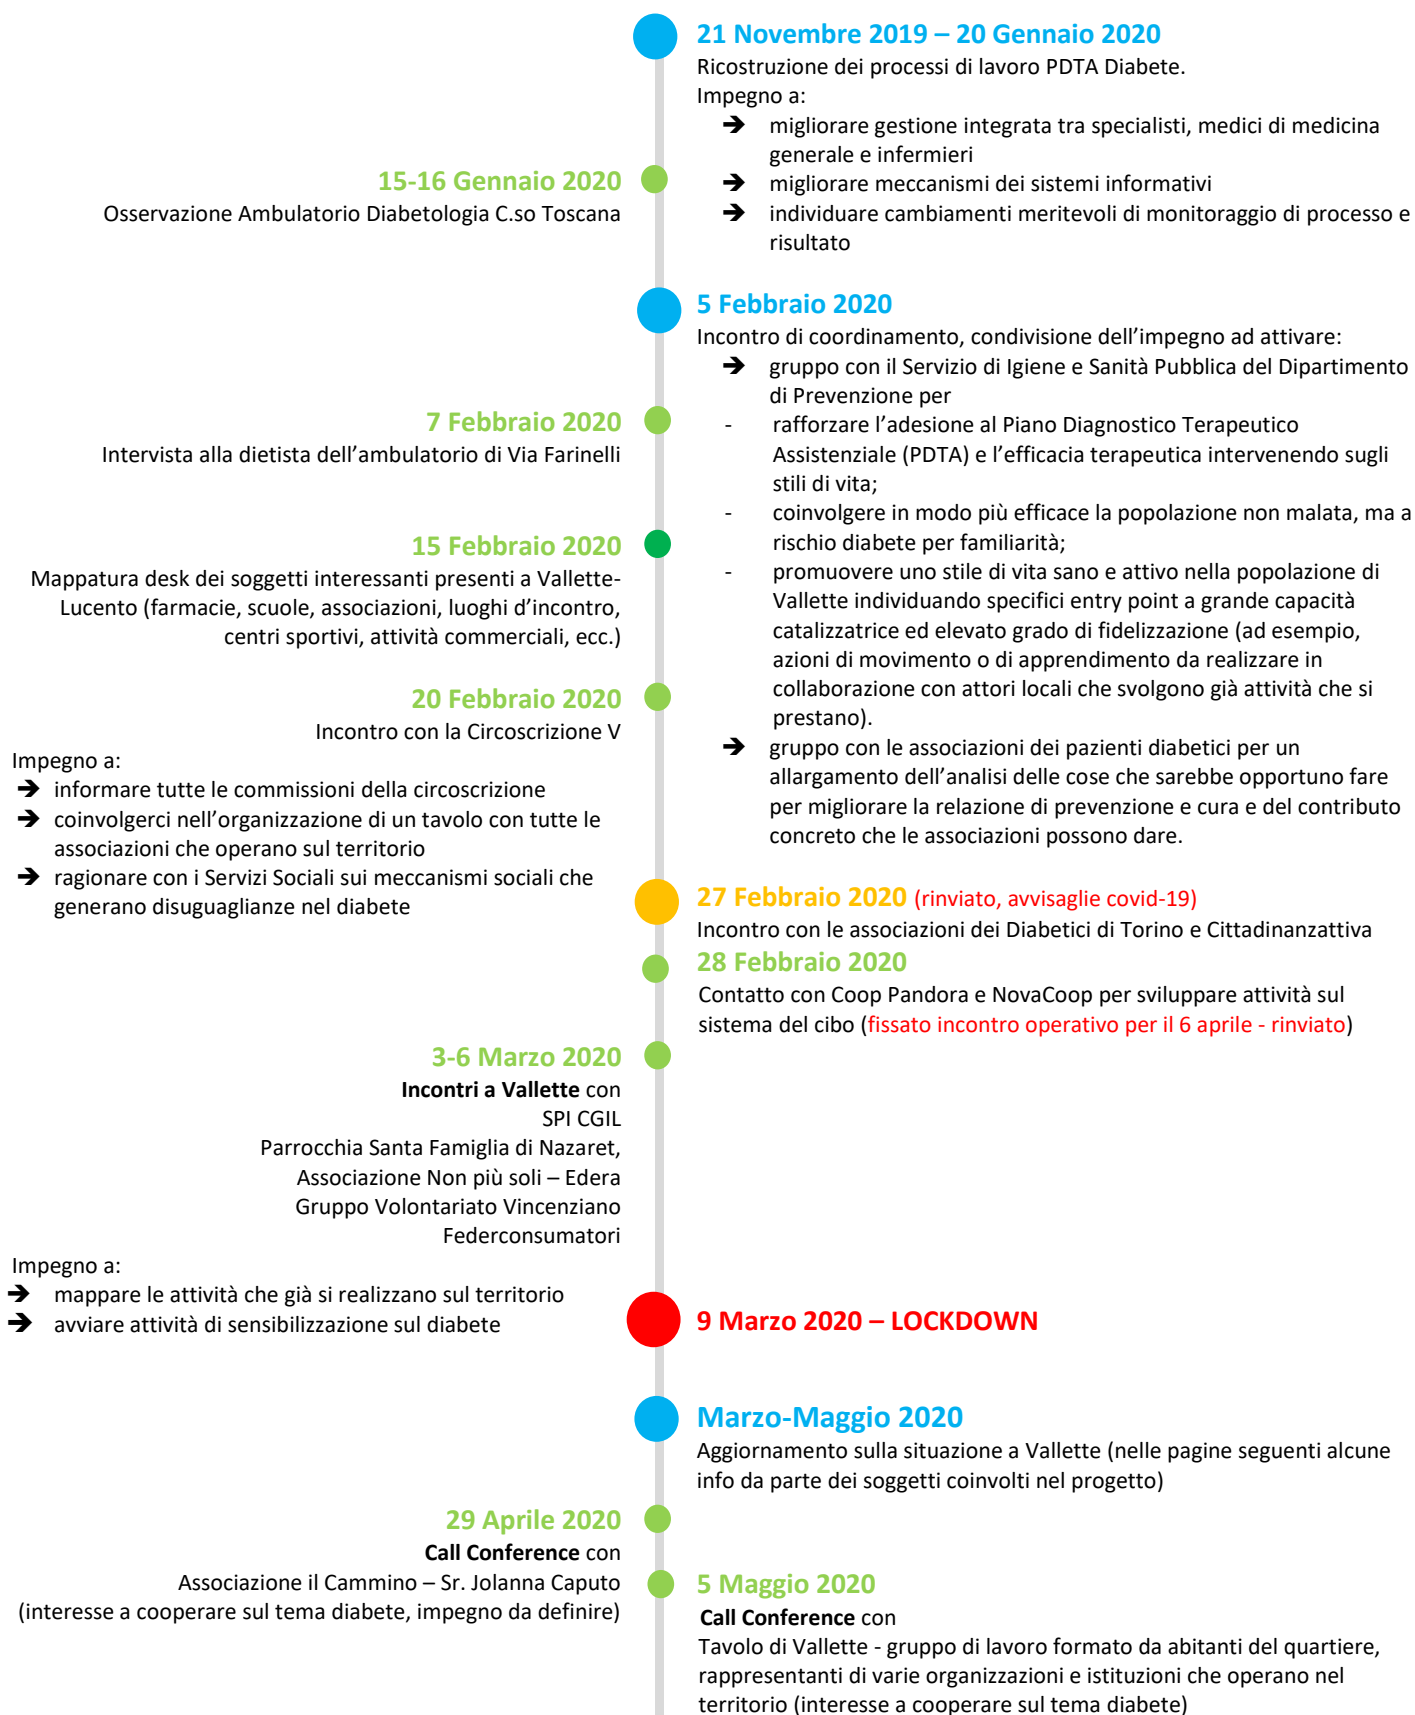 21 Novembre 2019 – 20 Gennaio 2020
Ricostruzione dei processi di lavoro PDTA Diabete.
Impegno a:
➔ migliorare gestione integrata tra specialisti, medici di medicina
generale e infermieri
➔ migliorare meccanismi dei sistemi informativi
➔ individuare cambiamenti meritevoli di monitoraggio di processo e
risultato
15-16 Gennaio 2020
Osservazione Ambulatorio Diabetologia C.so Toscana
5 Febbraio 2020
Incontro di coordinamento, condivisione dell’impegno ad attivare:
➔ gruppo con il Servizio di Igiene e Sanità Pubblica del Dipartimento
di Prevenzione per
- rafforzare l’adesione al Piano Diagnostico Terapeutico
Assistenziale (PDTA) e l’efficacia terapeutica intervenendo sugli
stili di vita;
- coinvolgere in modo più efficace la popolazione non malata, ma a
rischio diabete per familiarità;
- promuovere uno stile di vita sano e attivo nella popolazione di
Vallette individuando specifici entry point a grande capacità
catalizzatrice ed elevato grado di fidelizzazione (ad esempio,
azioni di movimento o di apprendimento da realizzare in
collaborazione con attori locali che svolgono già attività che si
prestano).
➔ gruppo con le associazioni dei pazienti diabetici per un
allargamento dell’analisi delle cose che sarebbe opportuno fare
per migliorare la relazione di prevenzione e cura e del contributo
concreto che le associazioni possono dare.
7 Febbraio 2020
Intervista alla dietista dell’ambulatorio di Via Farinelli
15 Febbraio 2020
Mappatura desk dei soggetti interessanti presenti a Vallette-
Lucento (farmacie, scuole, associazioni, luoghi d’incontro,
centri sportivi, attività commerciali, ecc.)
20 Febbraio 2020
Incontro con la Circoscrizione V
Impegno a:
➔ informare tutte le commissioni della circoscrizione
➔ coinvolgerci nell’organizzazione di un tavolo con tutte le
associazioni che operano sul territorio
➔ ragionare con i Servizi Sociali sui meccanismi sociali che
generano disuguaglianze nel diabete
27 Febbraio 2020 (rinviato, avvisaglie covid-19)
Incontro con le associazioni dei Diabetici di Torino e Cittadinanzattiva
28 Febbraio 2020
Contatto con Coop Pandora e NovaCoop per sviluppare attività sul
sistema del cibo (fissato incontro operativo per il 6 aprile - rinviato)
3-6 Marzo 2020
Incontri a Vallette con
SPI CGIL
Parrocchia Santa Famiglia di Nazaret,
Associazione Non più soli – Edera
Gruppo Volontariato Vincenziano
Federconsumatori
Impegno a:
➔ mappare le attività che già si realizzano sul territorio
➔ avviare attività di sensibilizzazione sul diabete
9 Marzo 2020 – LOCKDOWN
Marzo-Maggio 2020
Aggiornamento sulla situazione a Vallette (nelle pagine seguenti alcune
info da parte dei soggetti coinvolti nel progetto)
29 Aprile 2020
Call Conference con
Associazione il Cammino – Sr. Jolanna Caputo
(interesse a cooperare sul tema diabete, impegno da definire)
5 Maggio 2020
Call Conference con
Tavolo di Vallette - gruppo di lavoro formato da abitanti del quartiere,
rappresentanti di varie organizzazioni e istituzioni che operano nel
territorio (interesse a cooperare sul tema diabete)